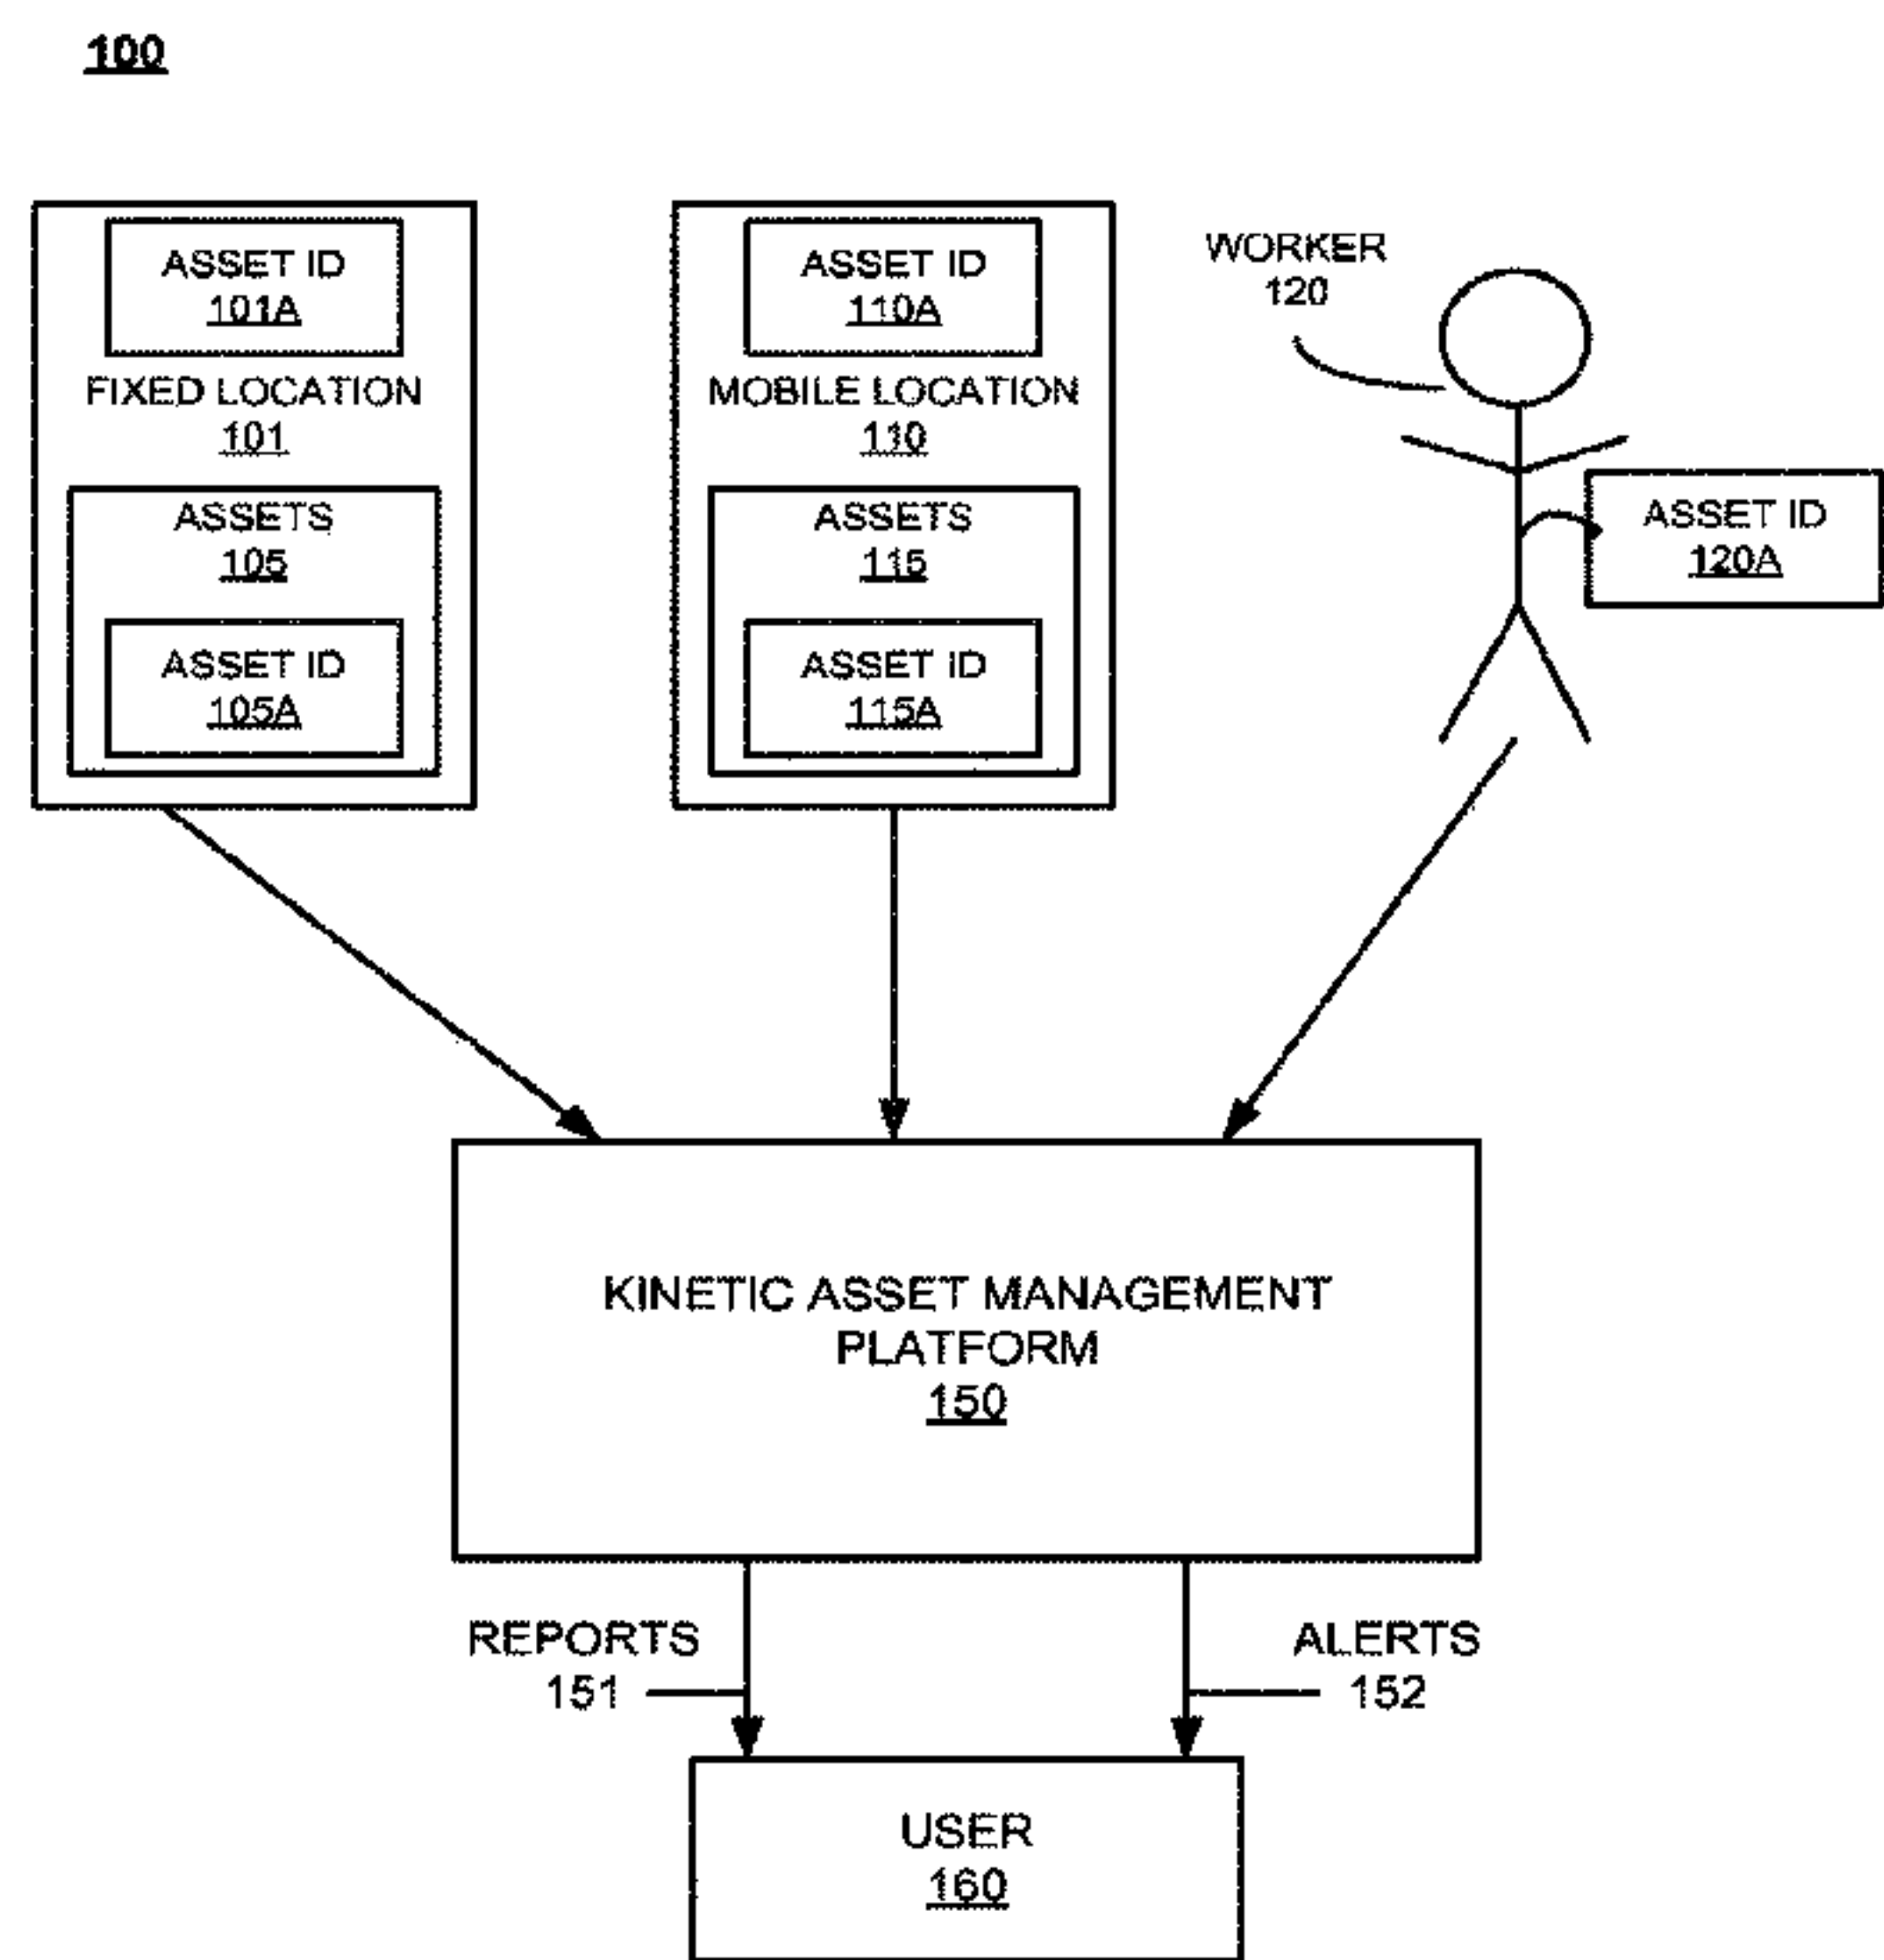 100
ASSET ID
101A
FIXED LOCATION
101
ASSETS
105
ASSET ID
105A
ASSET ID
110A
MOBILE LOCATION
110
ASSETS
115
ASSET ID
115A
WORKER
120
ASSET ID
120A
KINETIC ASSET MANAGEMENT
PLATFORM
150
REPORTS
151
ALERTS
152
USER
160